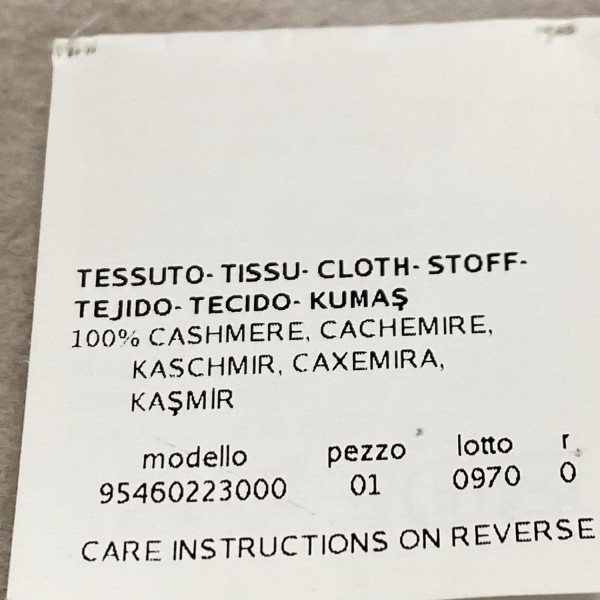 TESSUTO- TISSU- CLOTH- STOFF-
TEJIDO- TECIDO- KUMAŞ
100% CASHMERE, CACHEMIRE,
KASCHMIR, CAXEMIRA,
KAŞMİR
modello pezzo lotto r.
95460223000 01 0970 0
CARE INSTRUCTIONS ON REVERSE